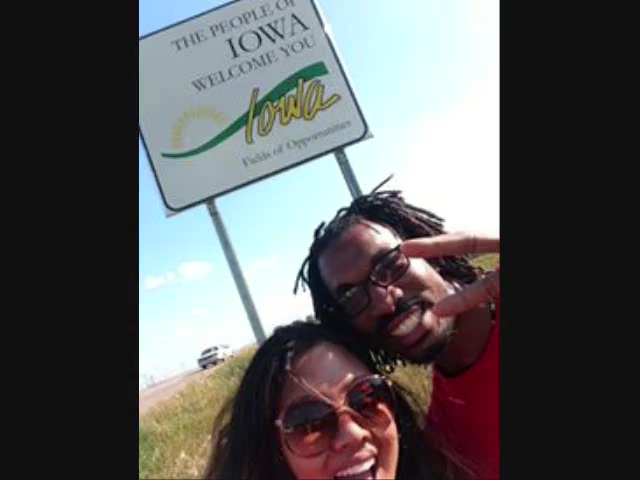 THE PEOPLE OF
IOWA
WELCOME YOU
Iowa
Fields of Opportunities